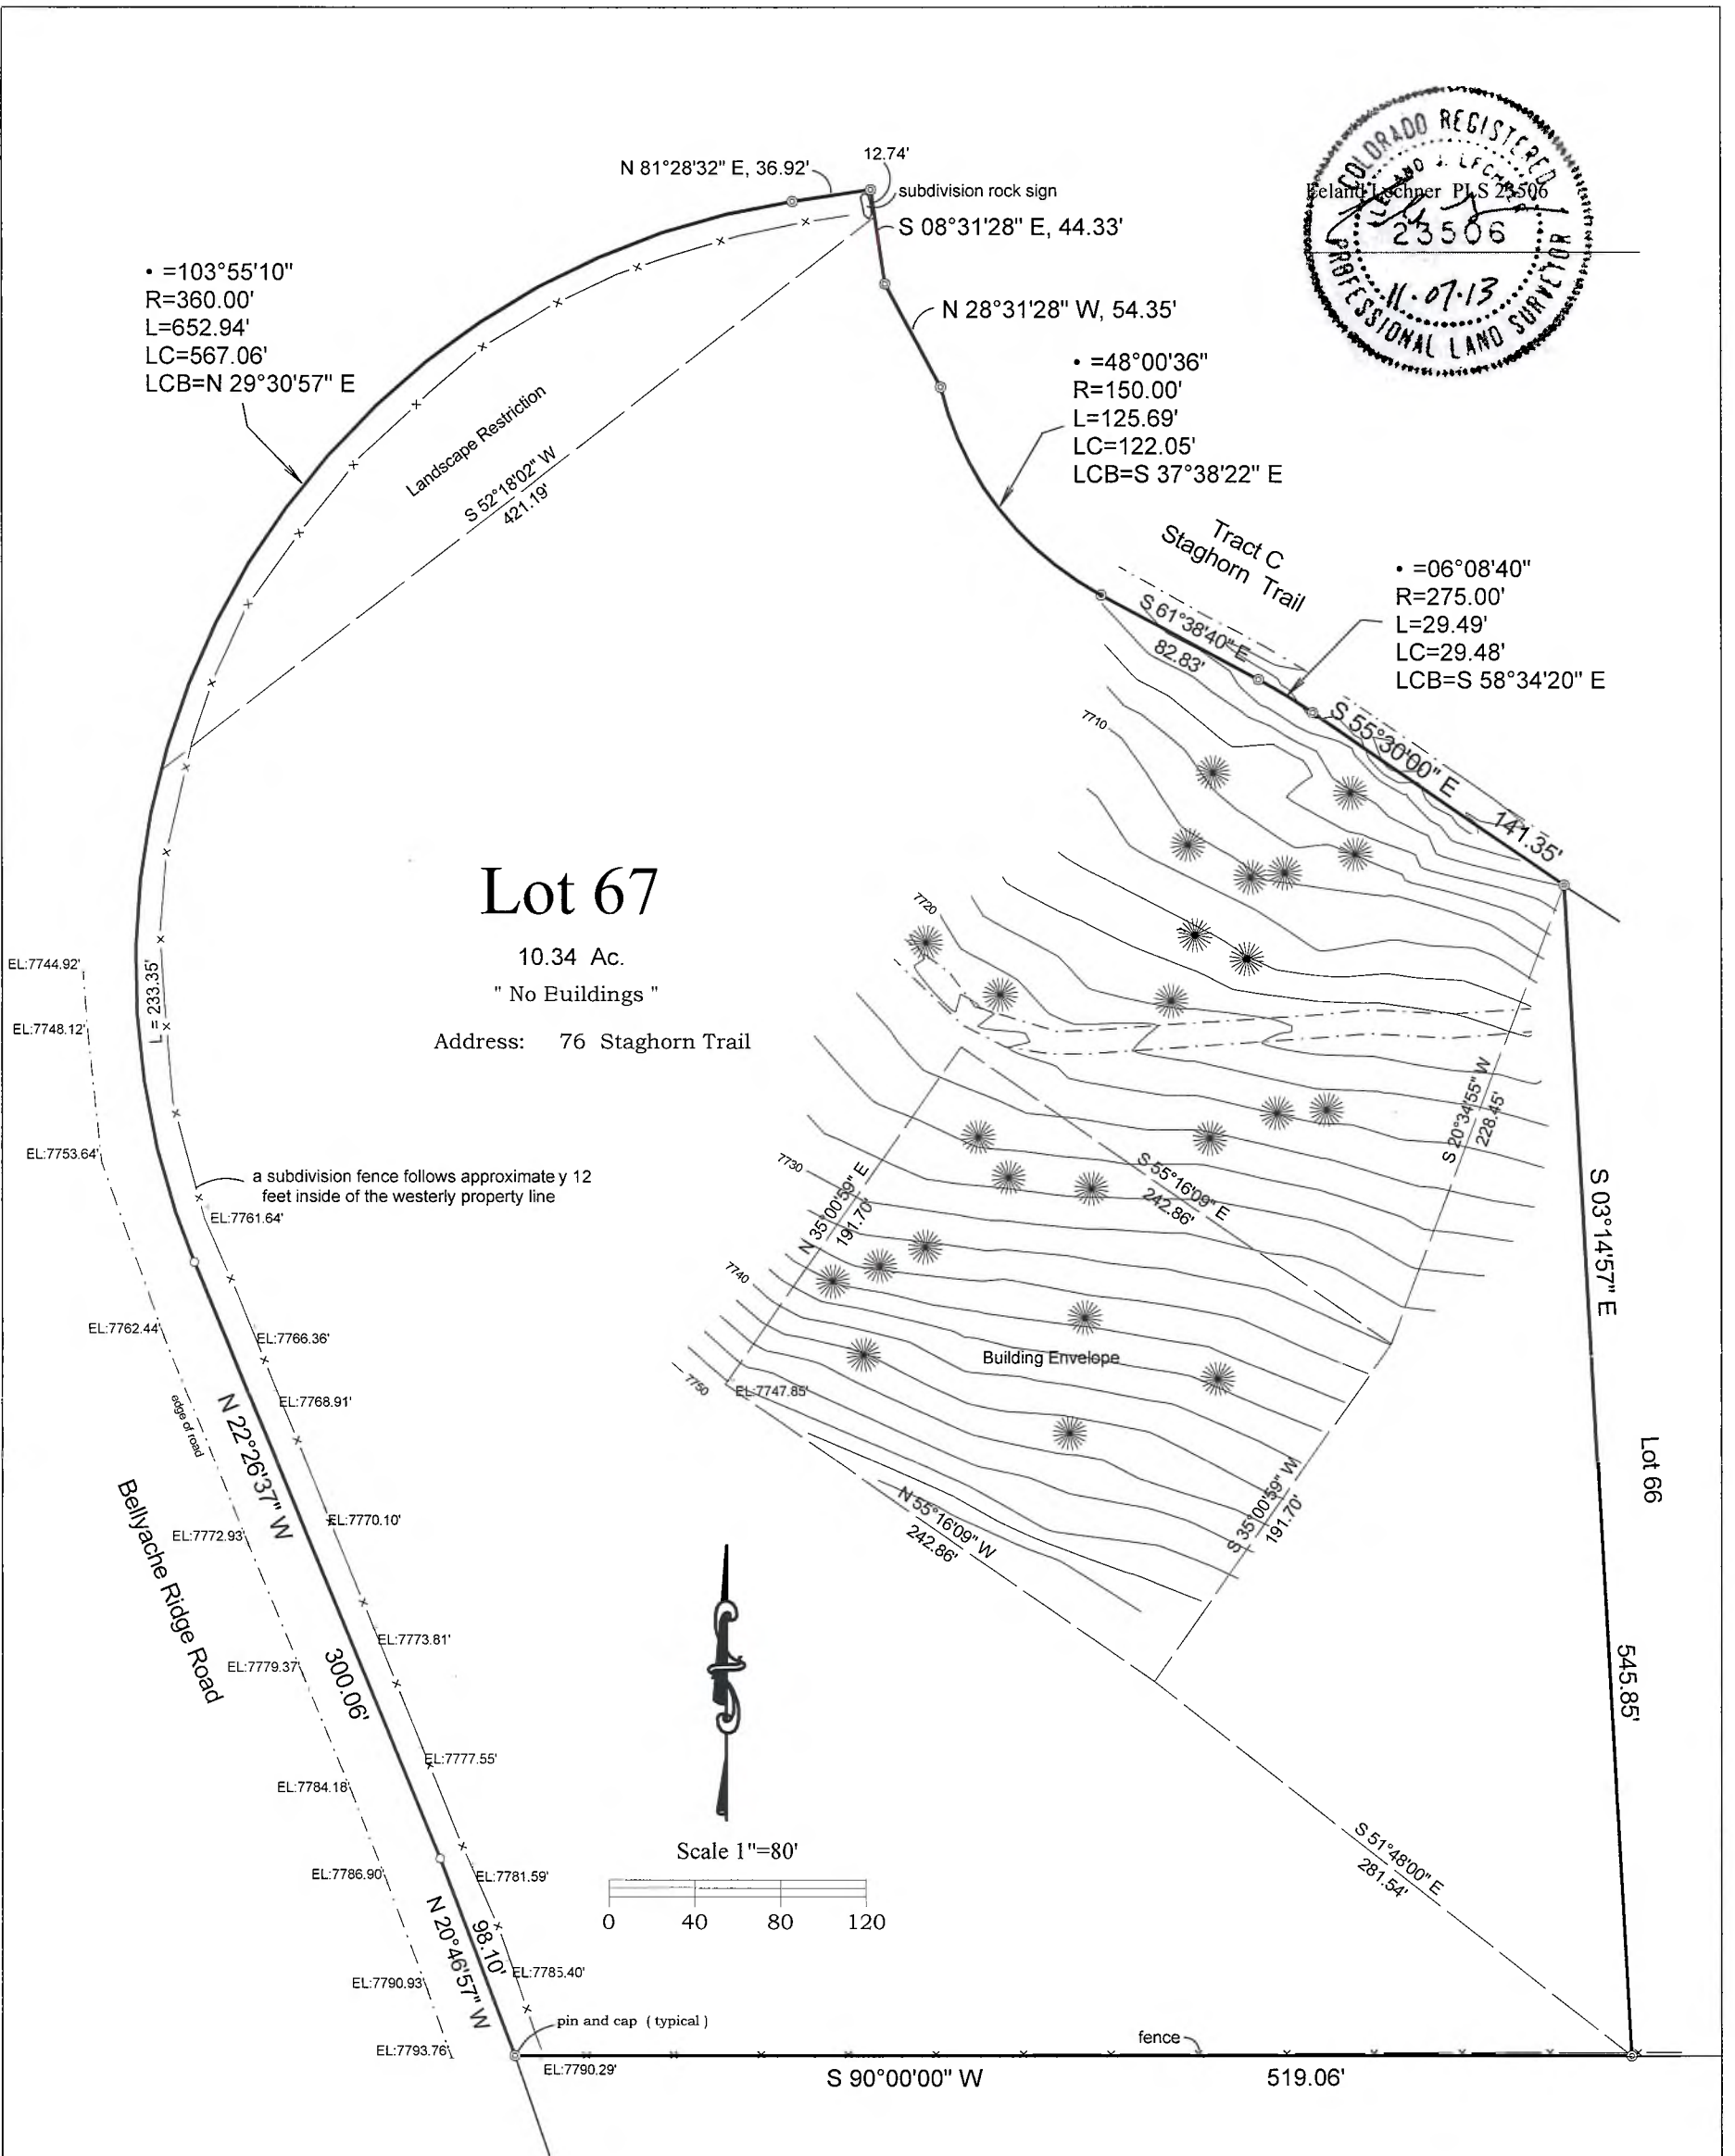 N 81°28'32" E, 36.92'
12.74'
subdivision rock sign
S 08°31'28" E, 44.33'
N 28°31'28" W, 54.35'
COLORADO REGISTERED
LELAND J. LECHNER
Leland Lechner PLS 23506
23506
11.07.13
PROFESSIONAL LAND SURVEYOR
• =103°55'10"
R=360.00'
L=652.94'
LC=567.06'
LCB=N 29°30'57" E
• =48°00'36"
R=150.00'
L=125.69'
LC=122.05'
LCB=S 37°38'22" E
Landscape Restriction
S 52°18'02" W
421.19'
Tract C
Staghorn Trail
• =06°08'40"
R=275.00'
L=29.49'
LC=29.48'
LCB=S 58°34'20" E
S 61°38'40" E
82.83'
S 55°30'00" E
141.35'
7710
7720
7730
7740
7750
Lot 67
10.34 Ac.
" No Euildings "
Address: 76 Staghorn Trail
L= 233.35'
EL:7744.92'
EL:7748.12'
EL:7753.64'
a subdivision fence follows approximate y 12
feet inside of the westerly property line
EL:7761.64'
EL:7762.44'
EL:7766.36'
EL:7768.91'
edge of road
N 22°26'37" W
300.06'
Bellyache Ridge Road
EL:7772.93'
EL:7770.10'
EL:7773.81'
EL:7779.37'
EL:7777.55'
EL:7784.18'
EL:7781.59'
EL:7786.90'
N 20°46'57" W
98.10'
EL:7785.40'
EL:7790.93'
EL:7793.76'
EL:7790.29'
pin and cap ( typical )
S 20°34'55" W
228.45'
S 55°16'09" E
242.86'
N 35°00'59" E
191.70'
Building Envelope
EL:7747.85'
N 55°16'09" W
242.86'
S 35°00'59" W
191.70'
S 03°14'57" E
545.85'
Lot 66
S 51°48'00" E
281.54'
Scale 1"=80'
0 40 80 120
fence
S 90°00'00" W 519.06'